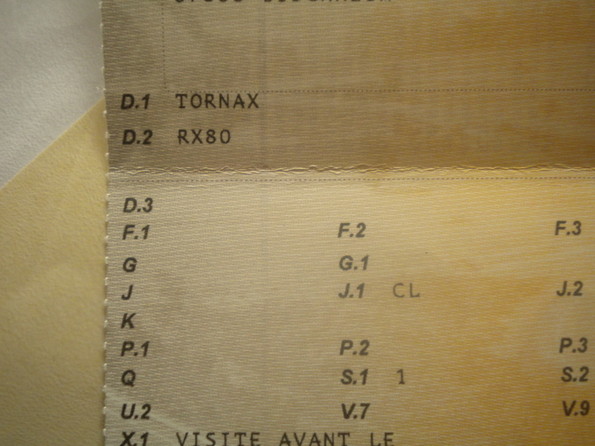 D.1 TORNAX
D.2 RX80
D.3
F.1 F.2 F.3
G G.1
J J.1 CL J.2
K
P.1 P.2 P.3
Q S.1 1 S.2
U.2 V.7 V.9
X.1 VISITE AVANT LE